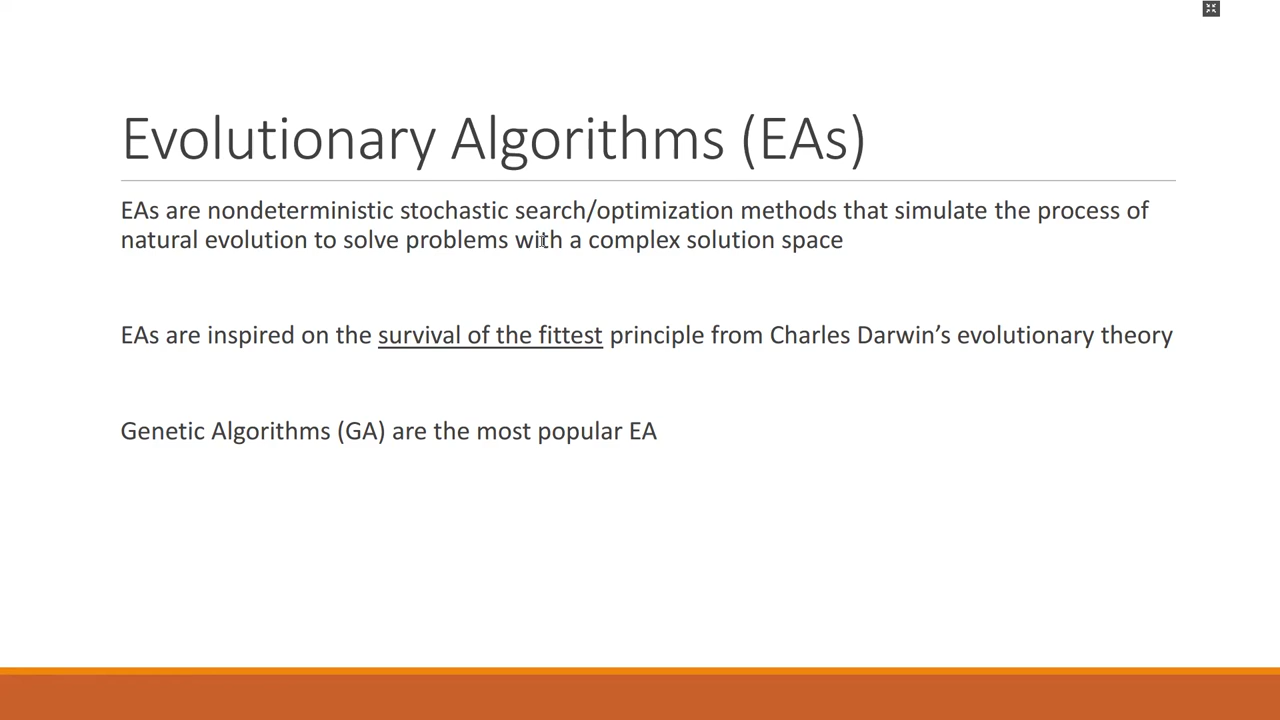 Evolutionary Algorithms (EAs)
EAs are nondeterministic stochastic search/optimization methods that simulate the process of
natural evolution to solve problems with a complex solution space
EAs are inspired on the survival of the fittest principle from Charles Darwin’s evolutionary theory
Genetic Algorithms (GA) are the most popular EA